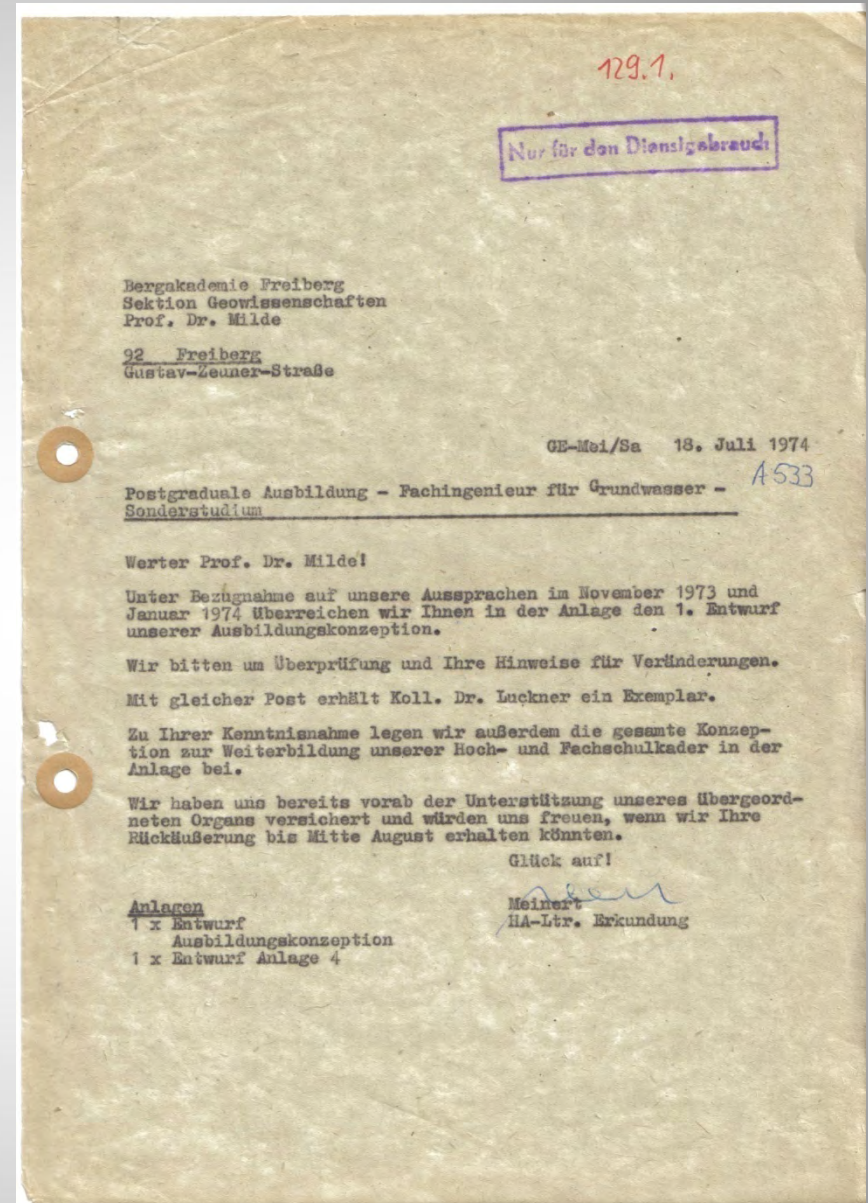 129.1.
Nur für den Dienstgebrauch
Bergakademie Freiberg
Sektion Geowissenschaften
Prof. Dr. Milde
92 Freiberg
Gustav-Zeuner-Straße
GE-Mei/Sa 18. Juli 1974
A 533
Postgraduale Ausbildung - Fachingenieur für Grundwasser -
Sonderstudium
Werter Prof. Dr. Milde!
Unter Bezugnahme auf unsere Aussprachen im November 1973 und
Januar 1974 überreichen wir Ihnen in der Anlage den 1. Entwurf
unserer Ausbildungskonzeption.
Wir bitten um Überprüfung und Ihre Hinweise für Veränderungen.
Mit gleicher Post erhält Koll. Dr. Luckner ein Exemplar.
Zu Ihrer Kenntnisnahme legen wir außerdem die gesamte Konzep-
tion zur Weiterbildung unserer Hoch- und Fachschulkader in der
Anlage bei.
Wir haben uns bereits vorab der Unterstützung unseres übergeord-
neten Organs versichert und würden uns freuen, wenn wir Ihre
Rückäußerung bis Mitte August erhalten könnten.
Glück auf!
Anlagen
1 x Entwurf
Ausbildungskonzeption
1 x Entwurf Anlage 4
Meinert
HA-Ltr. Erkundung